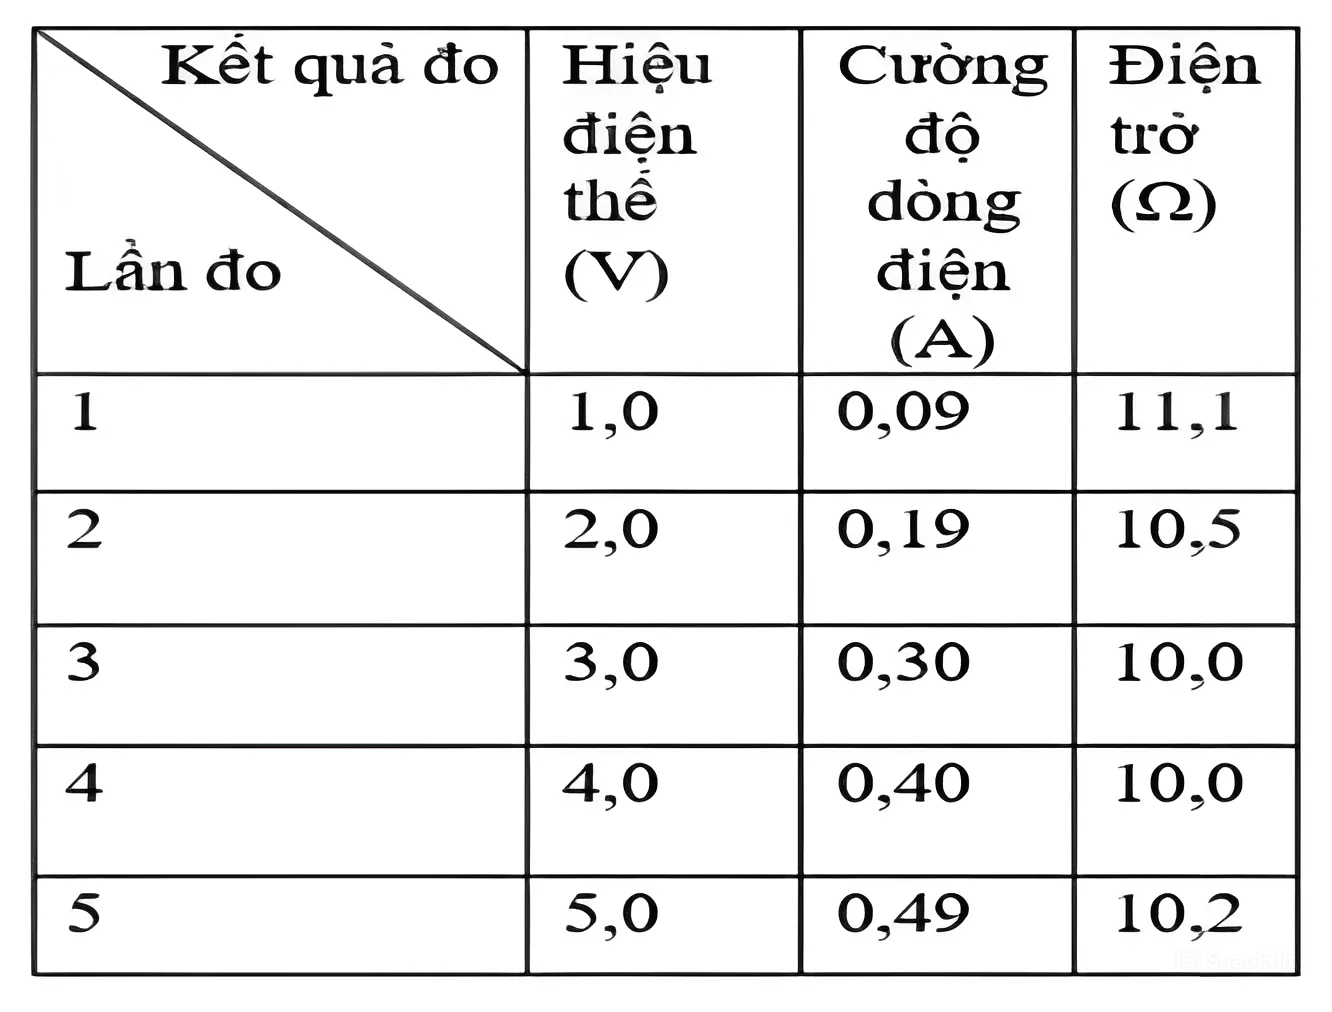 Kết quả đo
Lần đo
Hiệu
điện
thế
(V)
Cường
độ
dòng
điện
(A)
Điện
trở
(Ω)
1 1,0 0,09 11,1
2 2,0 0,19 10,5
3 3,0 0,30 10,0
4 4,0 0,40 10,0
5 5,0 0,49 10,2